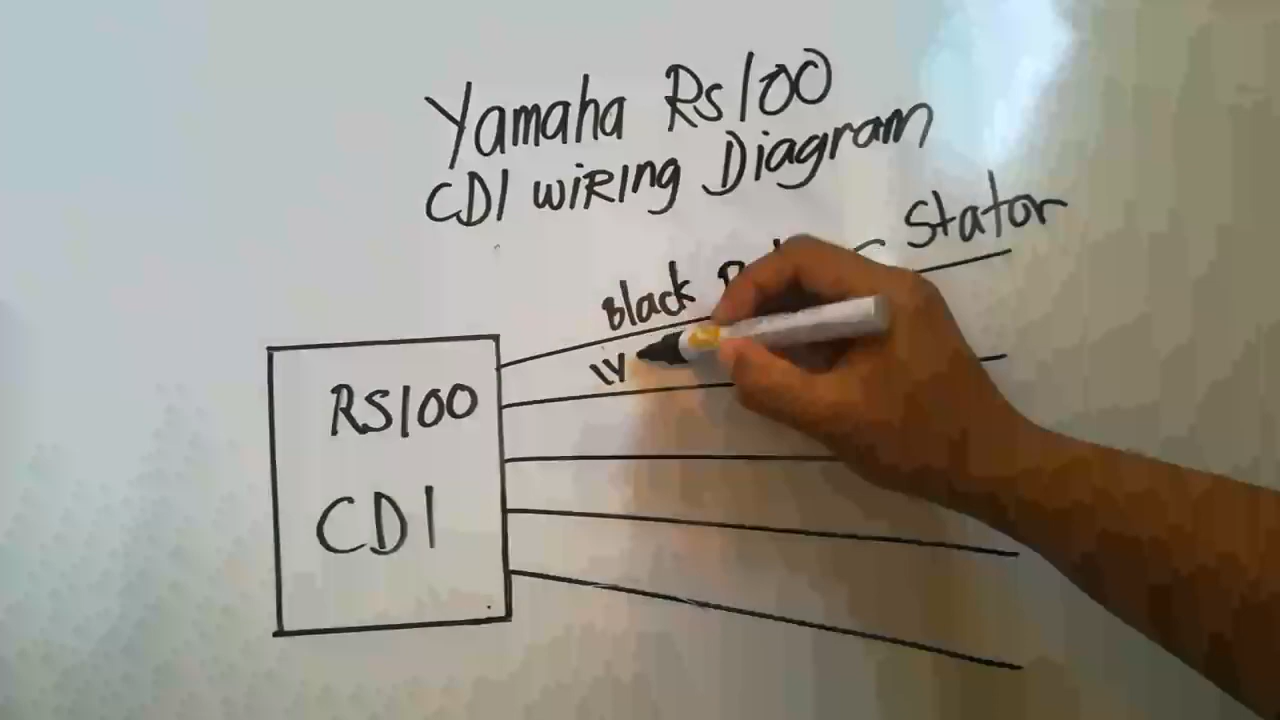 Yamaha Rs100
CDI wiRIng Diagram
Stator
Black
RS100
CDI